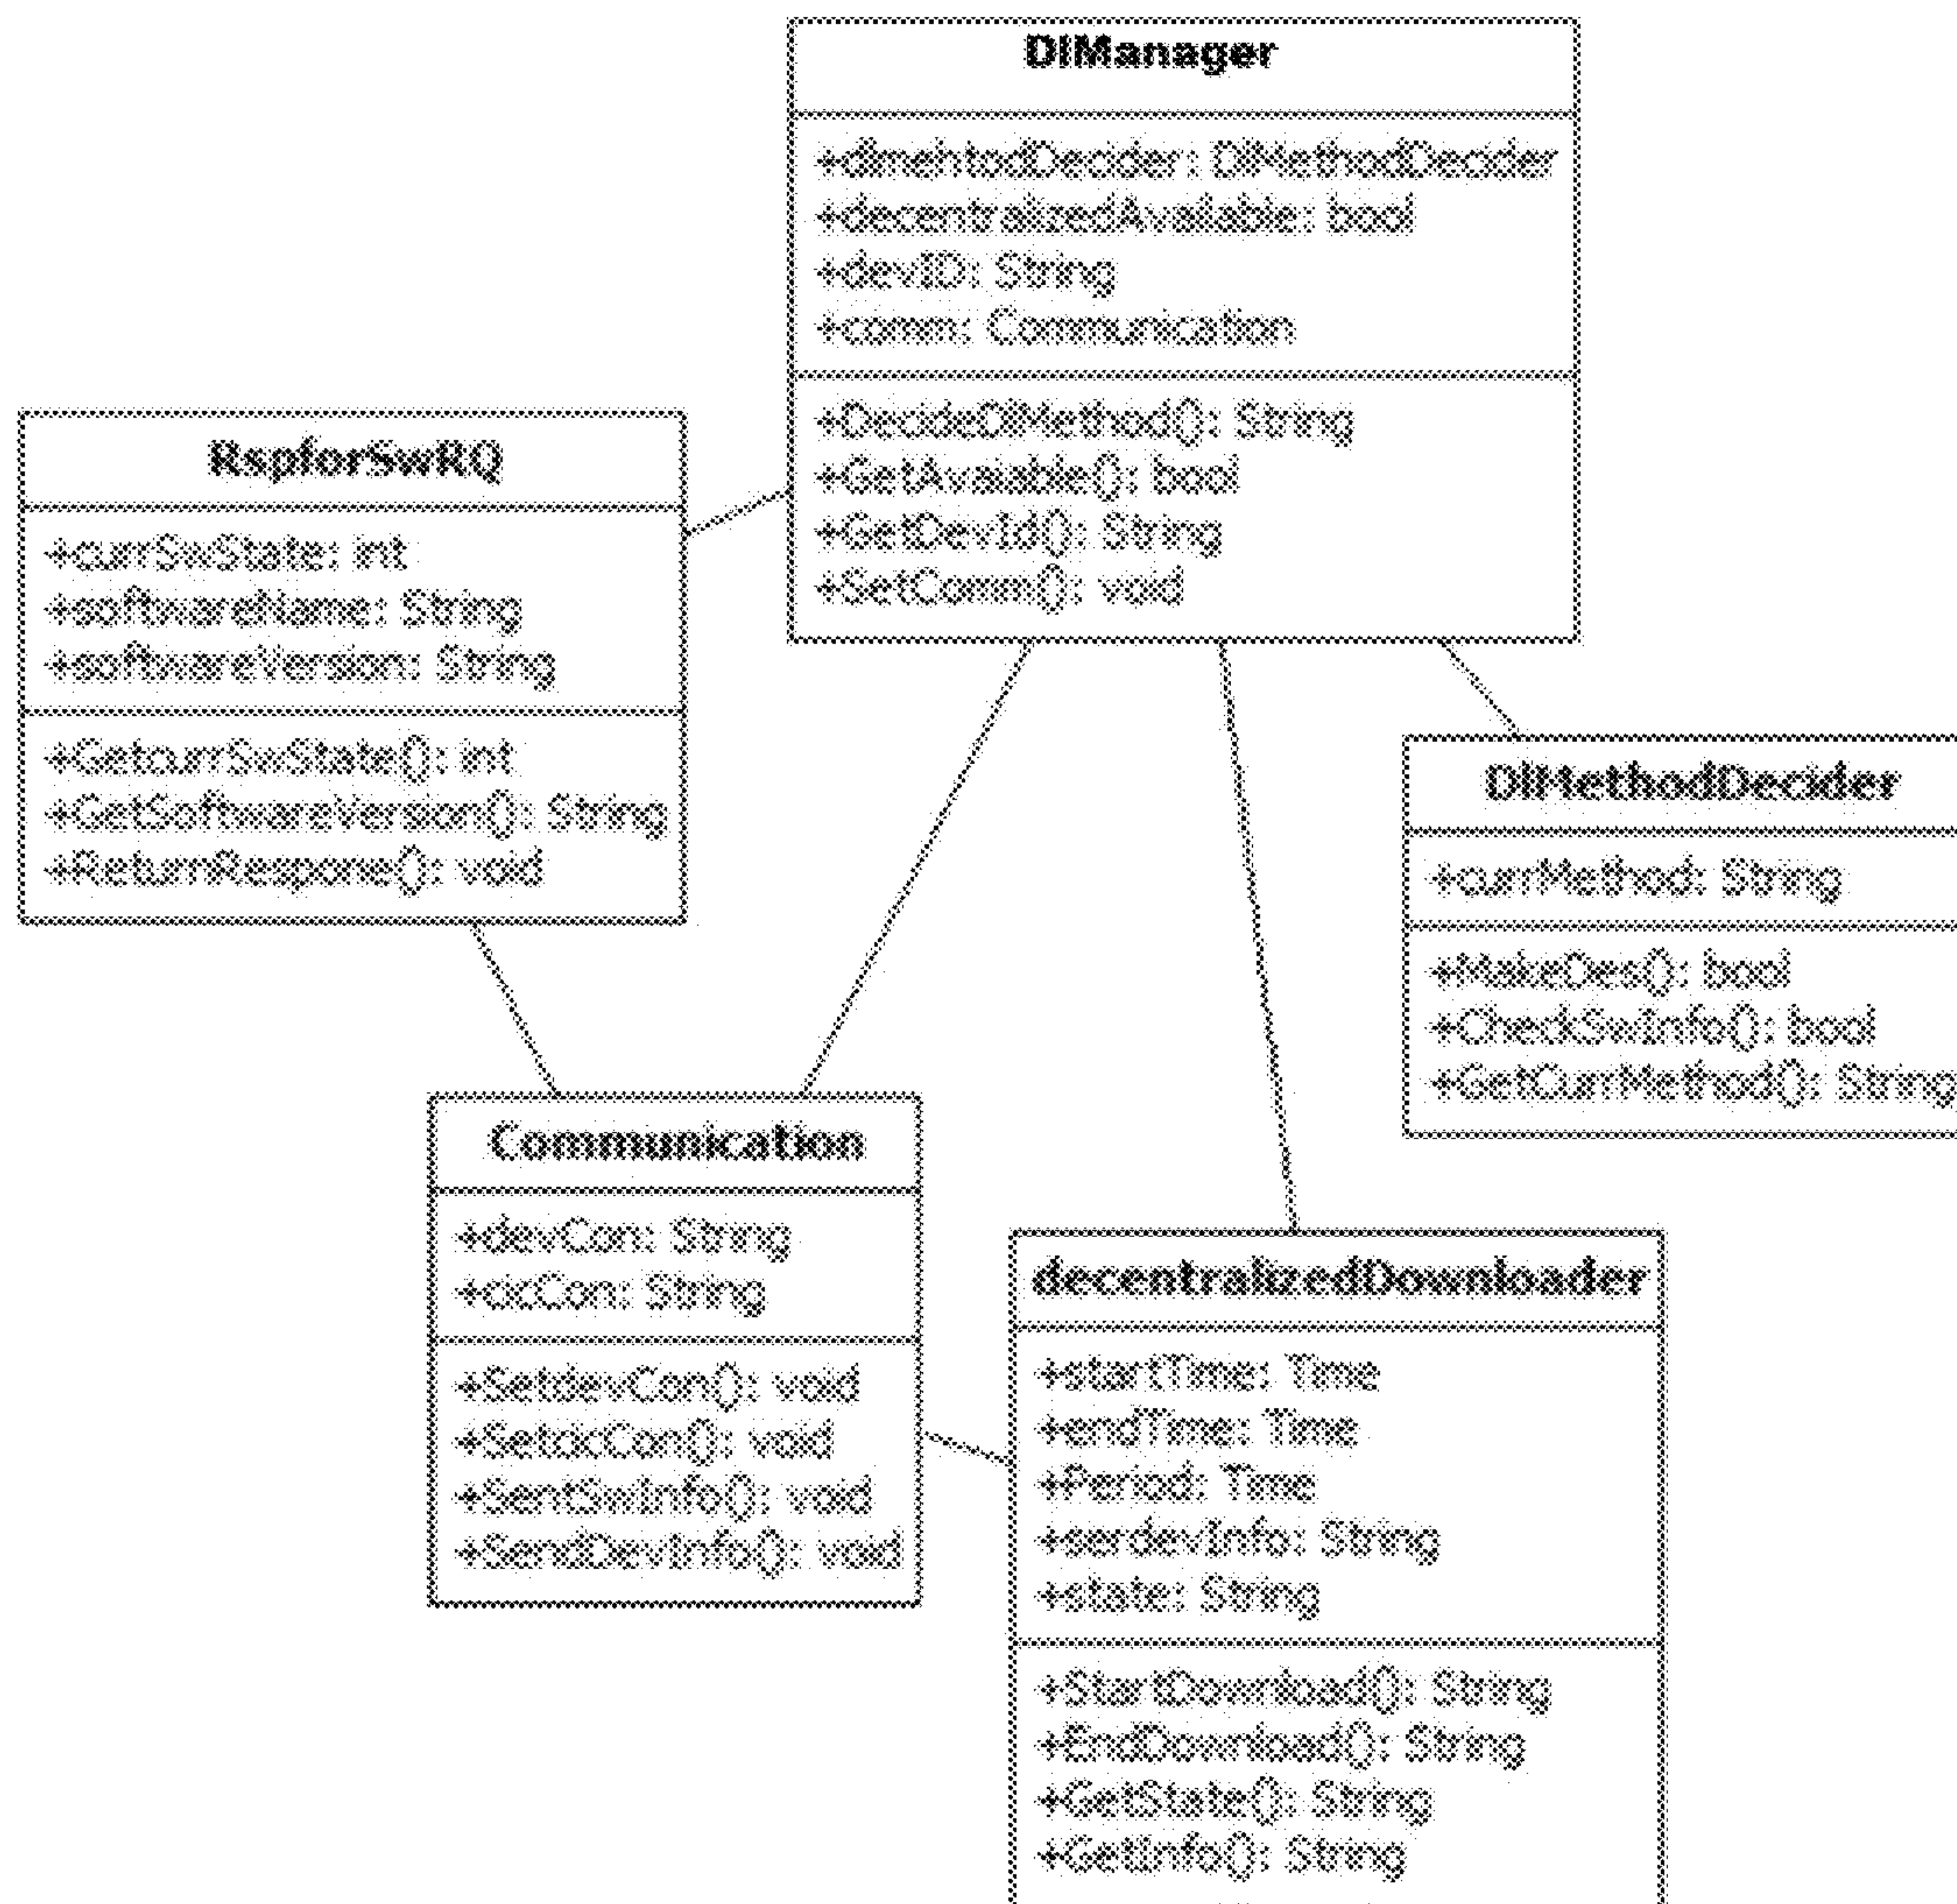 DlManager
+dlmehtodDecider: DlMethodDecider
+decentralizedAvailable: bool
+devID: String
+comm: Communication
+DecideDlMethod(): String
+GetAvaiable(): bool
+GetDevId(): String
+SetComm(): void
RspforSwRQ
+currSwState: int
+softwareName: String
+softwareVersion: String
+GetcurrSwState(): int
+GetSoftwareVersion(): String
+ReturnRespone(): void
DlMethodDecider
+currMethod: String
+MakeDes(): bool
+CheckSwInfo(): bool
+GetCurrMethod(): String
Communication
+devCon: String
+clcCon: String
+SetdevCon(): void
+SetclcCon(): void
+SentSwInfo(): void
+SendDevInfo(): void
decentralizedDownloader
+startTime: Time
+endTime: Time
+Period: Time
+serdevInfo: String
+state: String
+StartDownload(): String
+EndDownload(): String
+GetState(): String
+GetInfo(): String